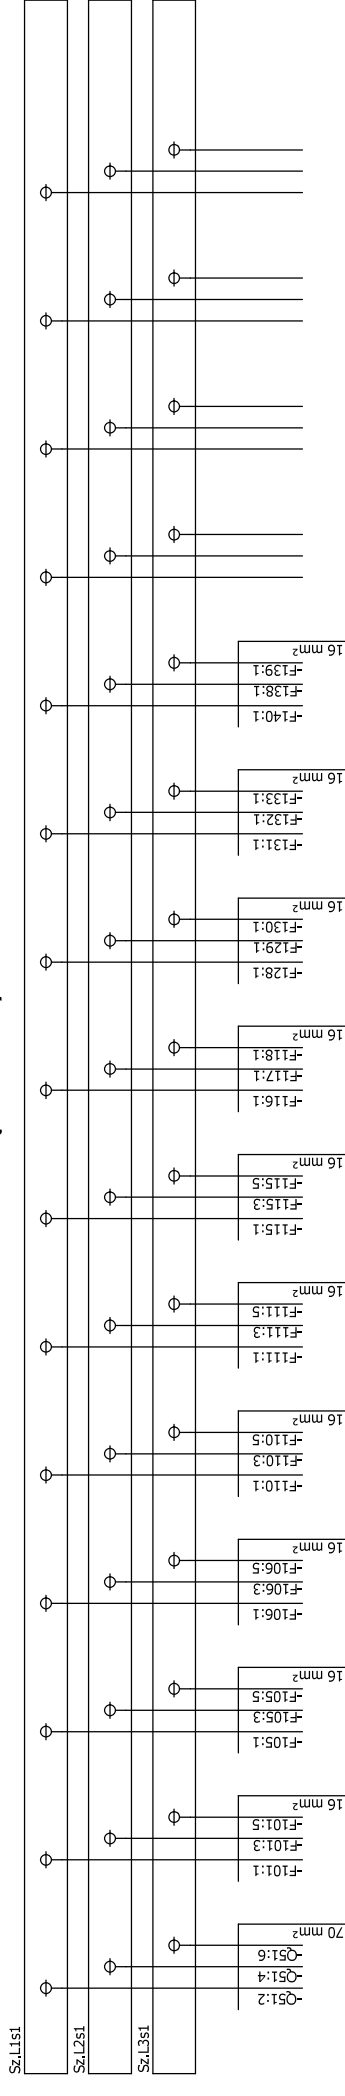 16 mm²
-F139:1
-F138:1
-F140:1
16 mm²
-F133:1
-F132:1
-F131:1
16 mm²
-F130:1
-F129:1
-F128:1
16 mm²
-F118:1
-F117:1
-F116:1
16 mm²
-F115:5
-F115:3
-F115:1
16 mm²
-F111:5
-F111:3
-F111:1
16 mm²
-F110:5
-F110:3
-F110:1
16 mm²
-F106:5
-F106:3
-F106:1
16 mm²
-F105:5
-F105:3
-F105:1
16 mm²
-F101:5
-F101:3
-F101:1
70 mm²
-Q51:6
-Q51:4
-Q51:2
Sz.L1s1
Sz.L2s1
Sz.L3s1